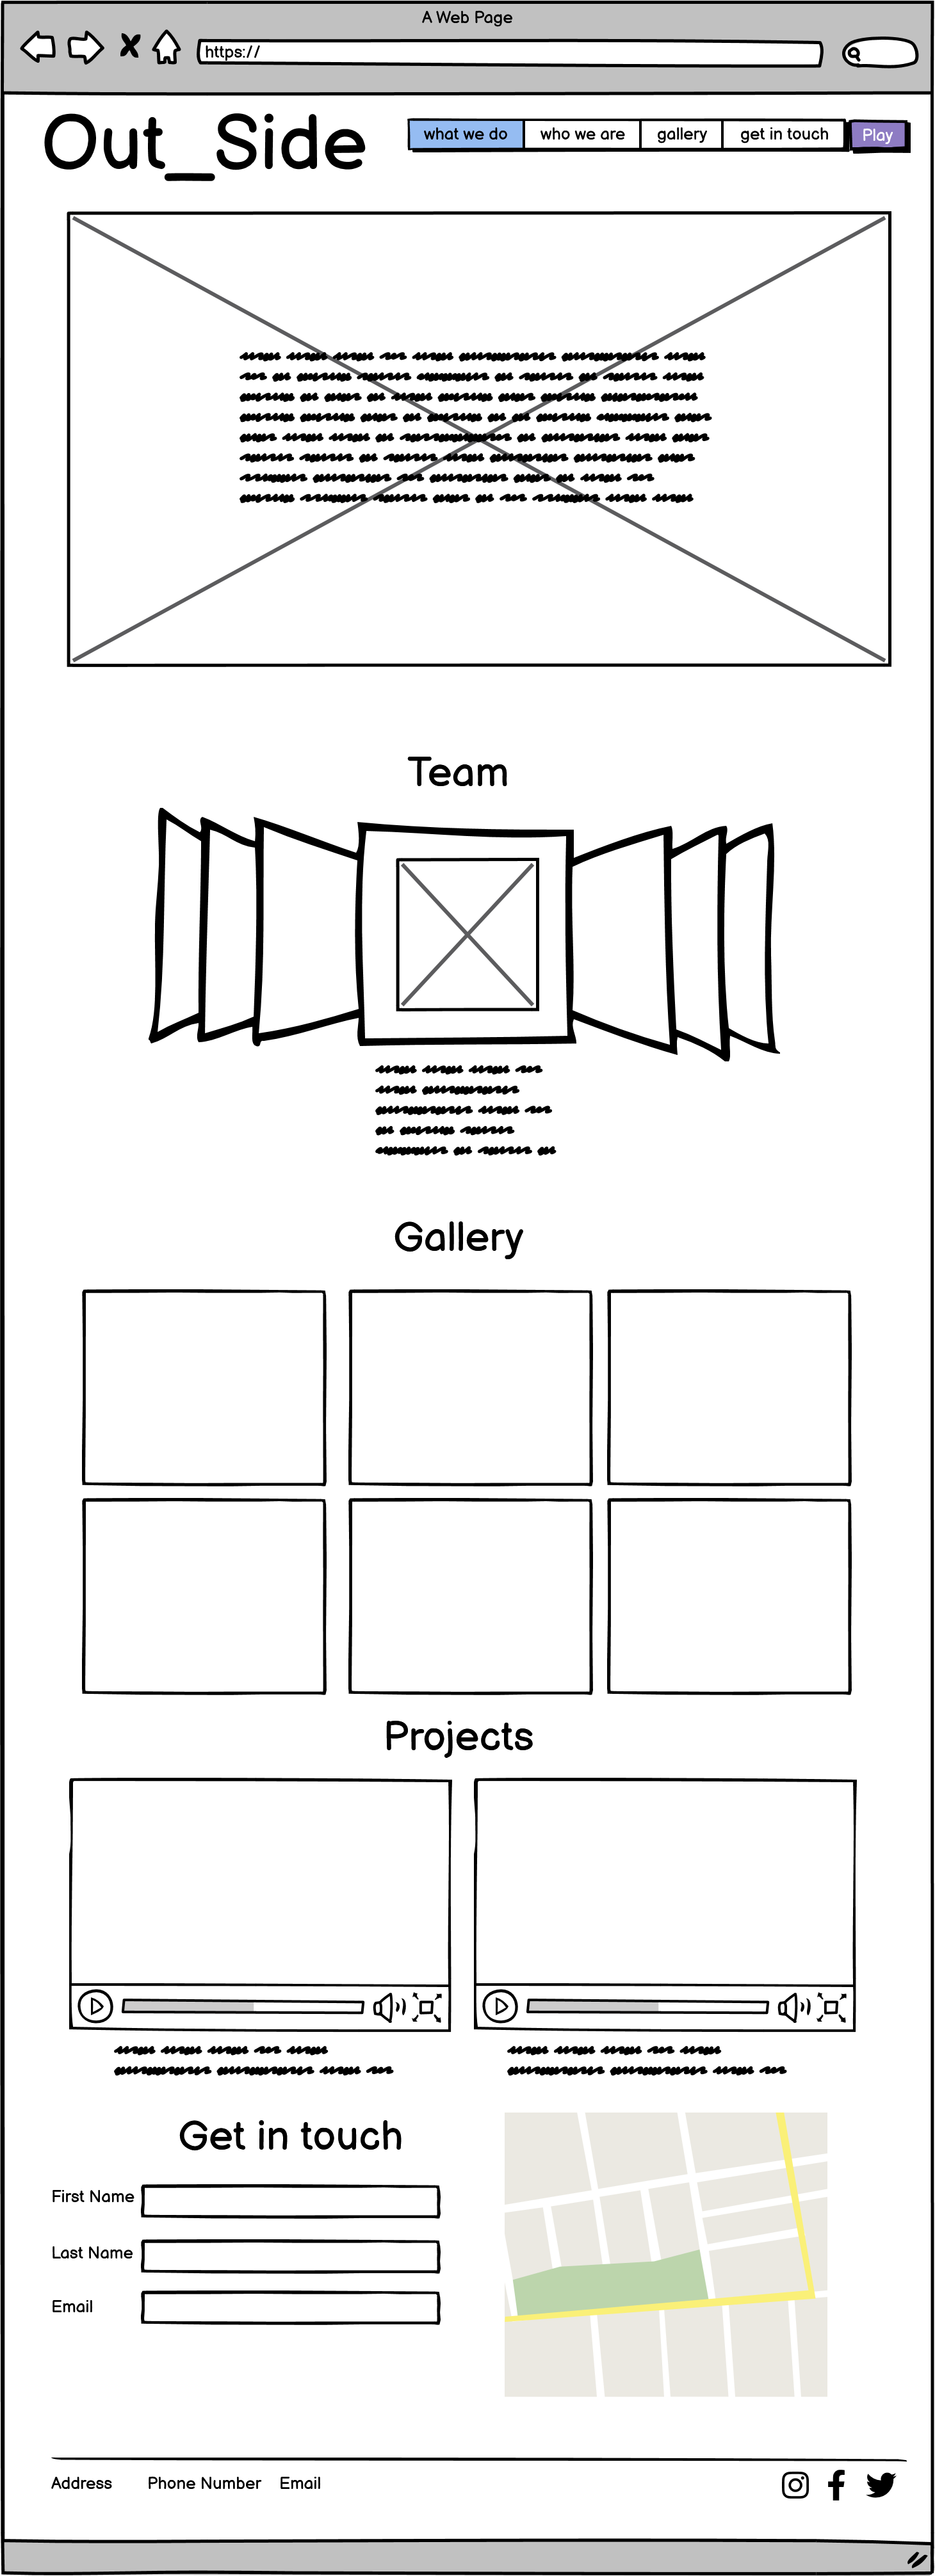 A Web Page
https://
Out_Side
what we do
who we are
gallery
get in touch
Play
Team
Gallery
Projects
Get in touch
First Name
Last Name
Email
Address
Phone Number
Email